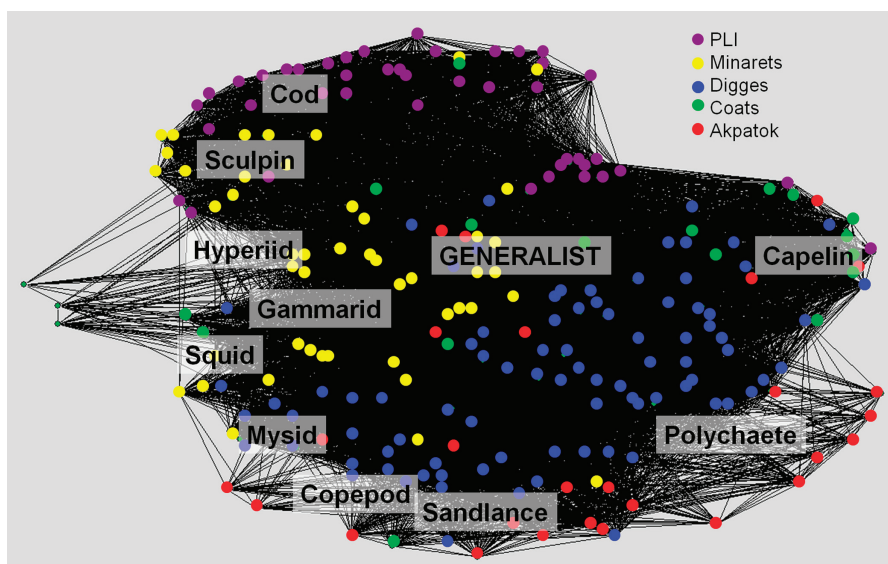 PLI
Minarets
Digges
Coats
Akpatok
Cod
Sculpin
Hyperiid
GENERALIST
Capelin
Gammarid
Squid
Mysid
Polychaete
Copepod
Sandlance